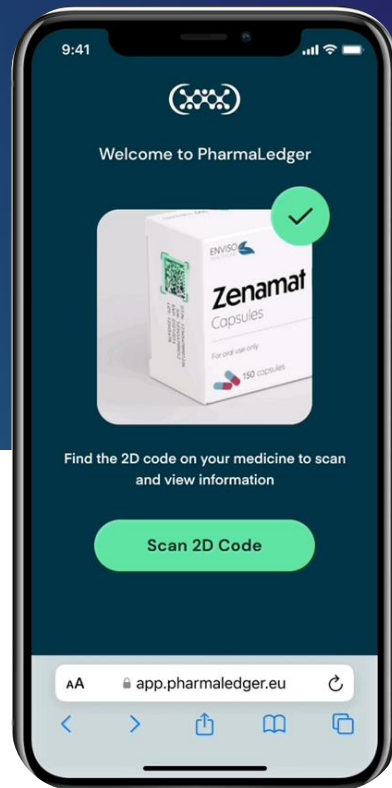 9:41
Welcome to PharmaLedger
ENVISO
Zenamat
Capsules
For oral use only
150 capsules
Find the 2D code on your medicine to scan
and view information
Scan 2D Code
AA
app.pharmaledger.eu